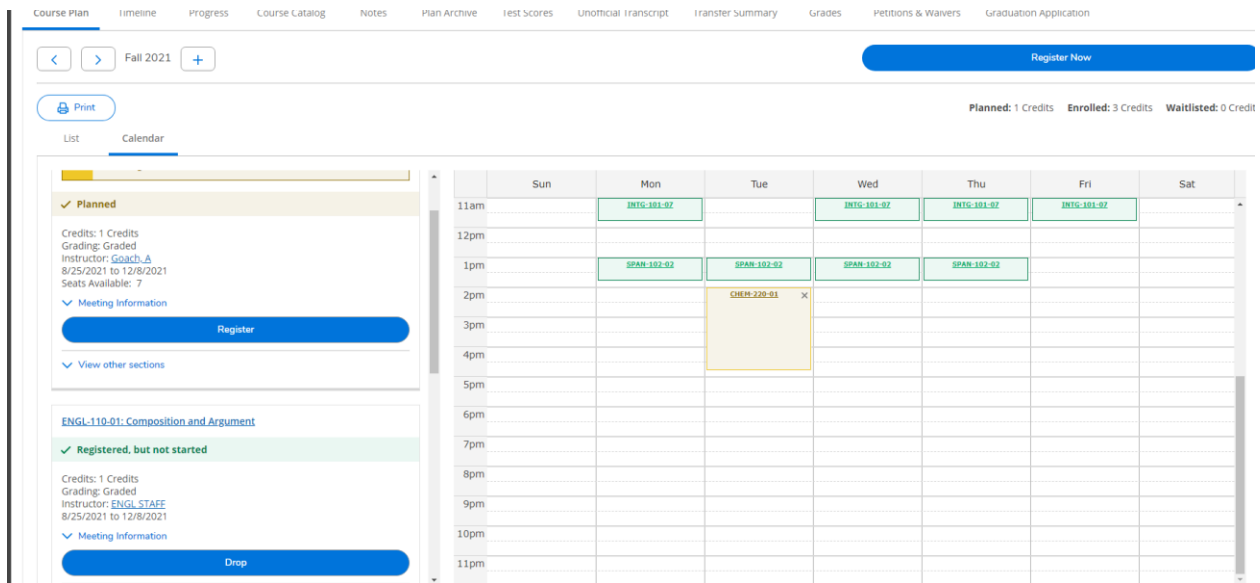 Course Plan Timeline Progress Course Catalog Notes Plan Archive Test Scores Unofficial Transcript Transfer Summary Grades Petitions & Waivers Graduation Application
Fall 2021
Register Now
Print
Planned: 1 Credits Enrolled: 3 Credits Waitlisted: 0 Credit
List Calendar
Planned
Credits: 1 Credits
Grading: Graded
Instructor: Goach, A
8/25/2021 to 12/8/2021
Seats Available: 7
Meeting Information
Register
View other sections
ENGL-110-01: Composition and Argument
Registered, but not started
Credits: 1 Credits
Grading: Graded
Instructor: ENGL STAFF
8/25/2021 to 12/8/2021
Meeting Information
Drop
Sun Mon Tue Wed Thu Fri Sat
11am INTG-101-07 INTG-101-07 INTG-101-07 INTG-101-07
12pm
1pm SPAN-102-02 SPAN-102-02 SPAN-102-02 SPAN-102-02
2pm CHEM-220-01
3pm
4pm
5pm
6pm
7pm
8pm
9pm
10pm
11pm